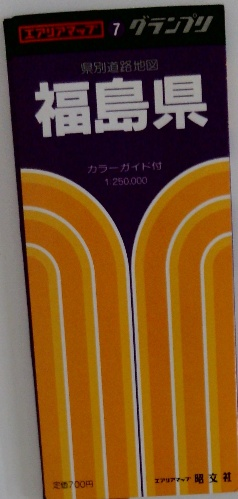 エアリアマップ 7 グランプリ
県別道路地図
福島県
カラーガイド付
1:250,000
定価700円
エアリアマップ 昭文社